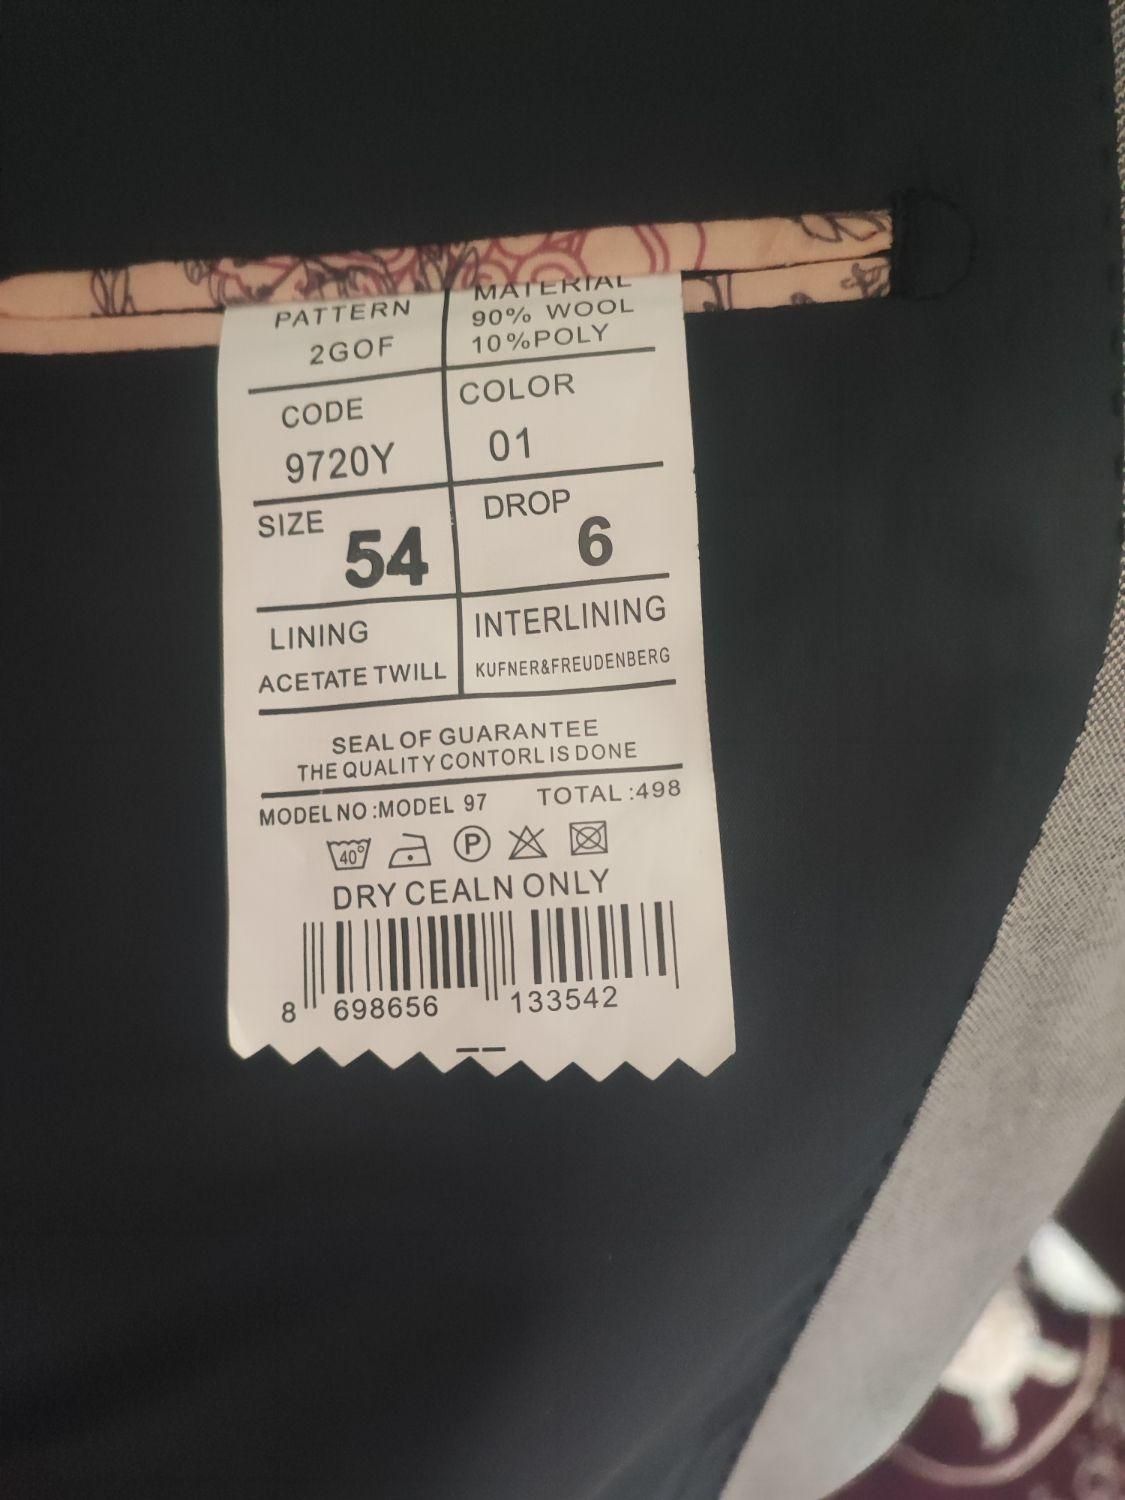 PATTERN
2GOF
MATERIAL
90% WOOL
10%POLY
CODE
9720Y
COLOR
01
SIZE
54
DROP
6
LINING
ACETATE TWILL
INTERLINING
KUFNER&FREUDENBERG
SEAL OF GUARANTEE
THE QUALITY CONTORL IS DONE
MODEL NO :MODEL 97 TOTAL :498
40° P
DRY CEALN ONLY
8 698656 133542